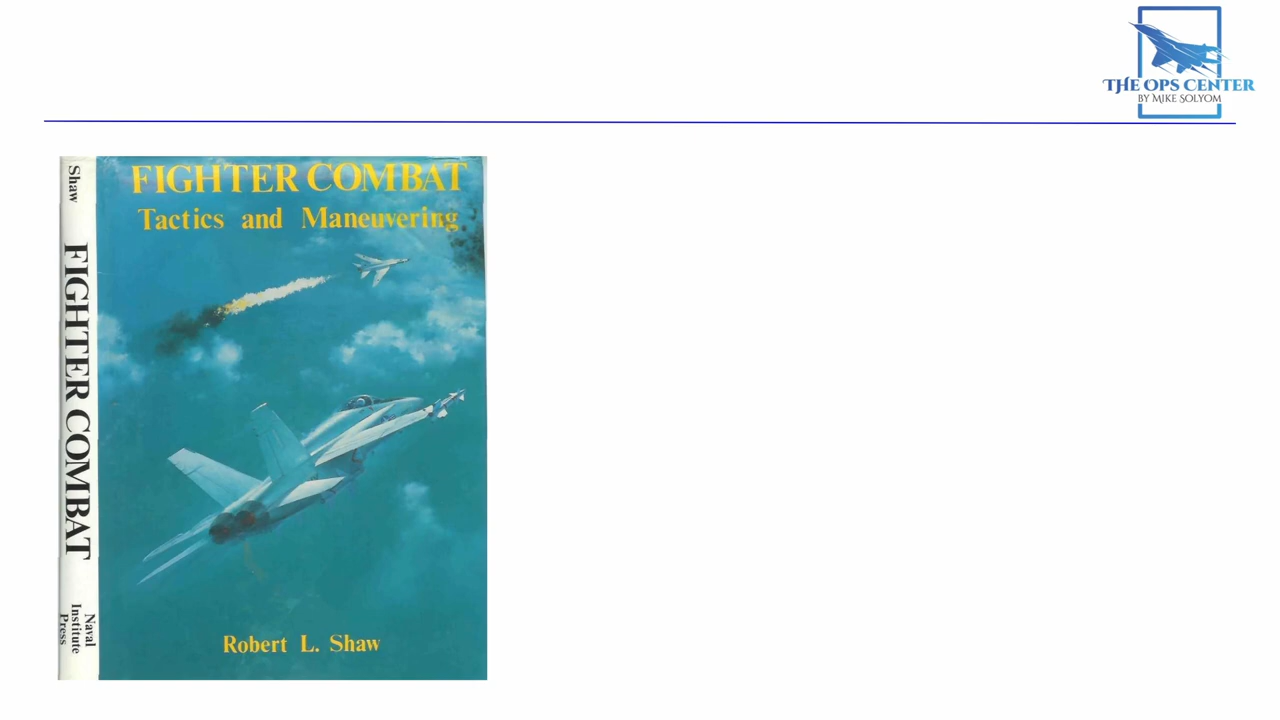 THE OPS CENTER
BY MIKE SOLYOM
Shaw
FIGHTER COMBAT
Naval
Institute
Press
FIGHTER COMBAT
Tactics and Maneuvering
Robert L. Shaw